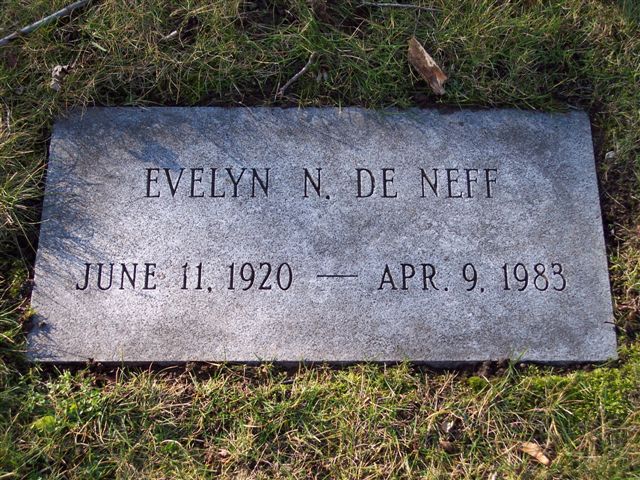 EVELYN N. DE NEFF
JUNE 11, 1920 — APR. 9, 1983